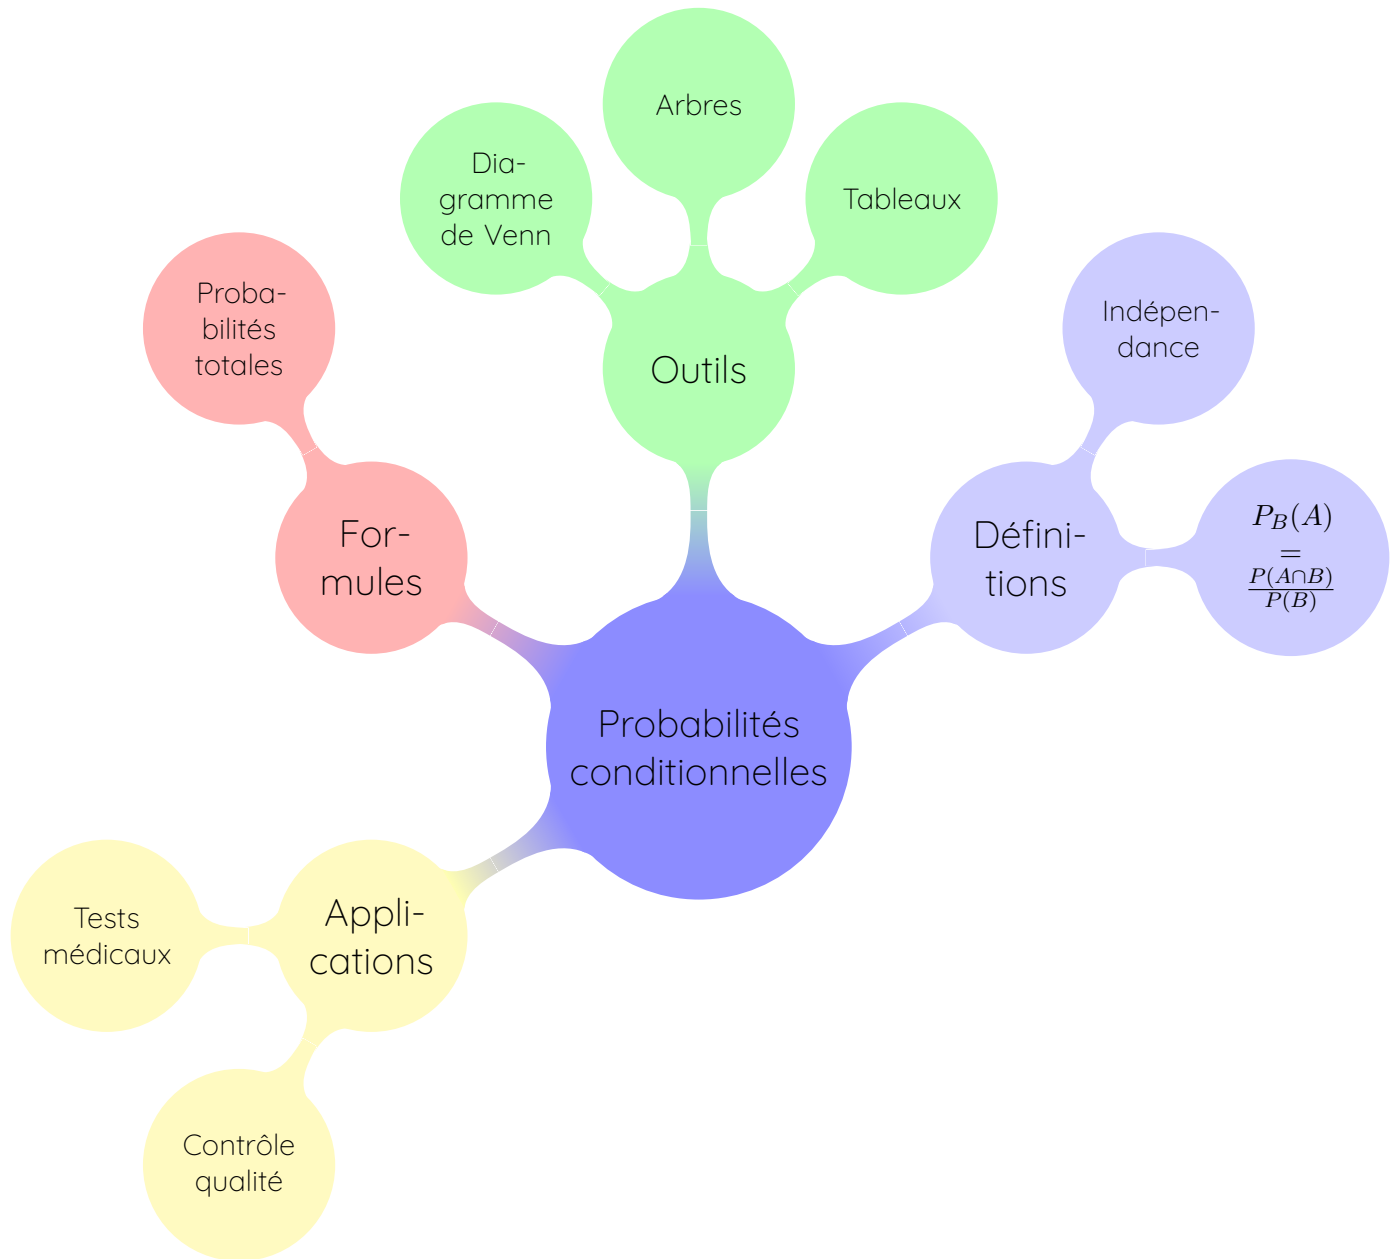 Arbres
Dia-
gramme
de Venn
Tableaux
Proba-
bilités
totales
Indépen-
dance
Outils
For-
mules
Défini-
tions
P_B(A)
=
\frac{P(A∩B)}{P(B)}
Probabilités
conditionnelles
Tests
médicaux
Appli-
cations
Contrôle
qualité